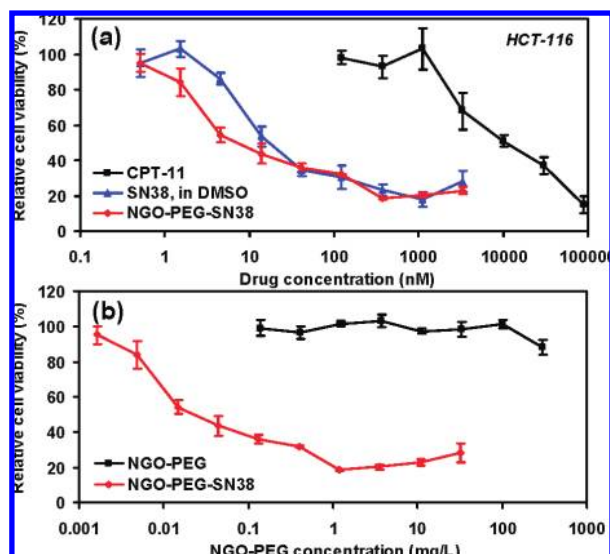 (a)
HCT-116
Relative cell viability (%)
120
100
80
60
40
20
0
CPT-11
SN38, in DMSO
NGO-PEG-SN38
0.1 1 10 100 1000 10000 100000
Drug concentration (nM)
(b)
Relative cell viability (%)
120
100
80
60
40
20
0
NGO-PEG
NGO-PEG-SN38
0.001 0.01 0.1 1 10 100 1000
NGO-PEG concentration (mg/L)